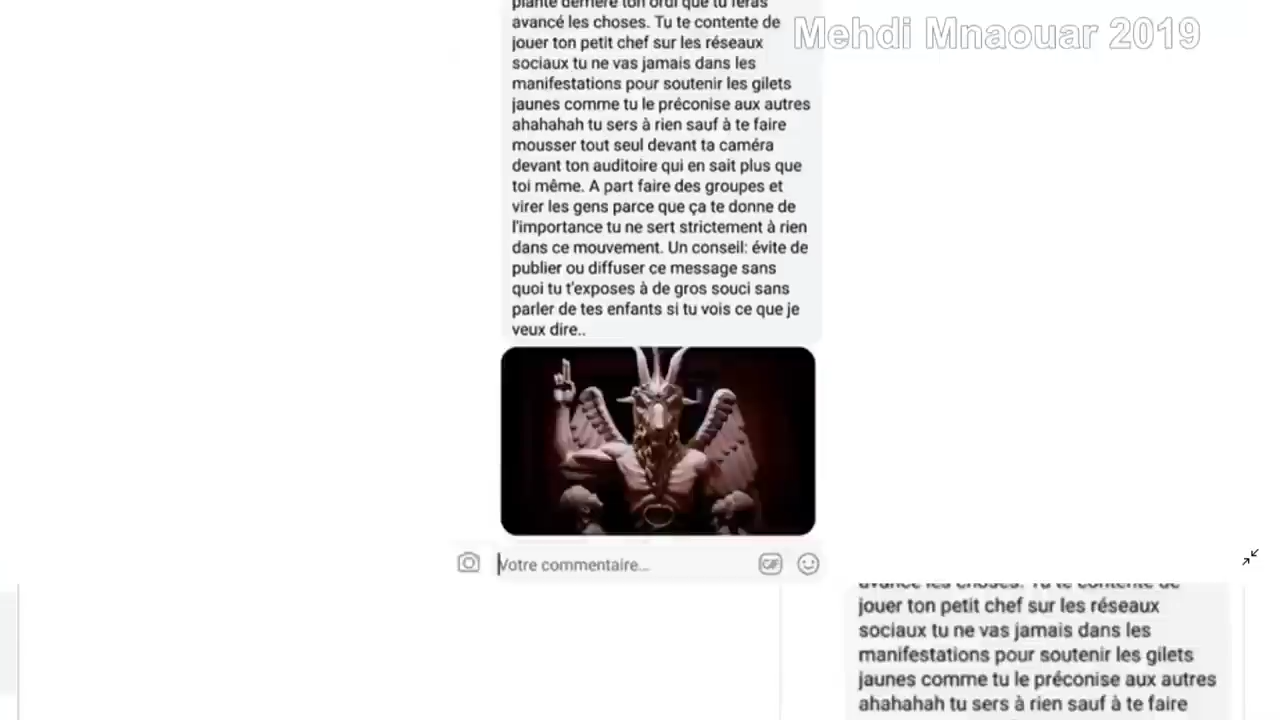 plante derrière ton ordi que tu feras
avancé les choses. Tu te contente de
jouer ton petit chef sur les réseaux
sociaux tu ne vas jamais dans les
manifestations pour soutenir les gilets
jaunes comme tu le préconise aux autres
ahahahah tu sers à rien sauf à te faire
mousser tout seul devant ta caméra
devant ton auditoire qui en sait plus que
toi même. A part faire des groupes et
virer les gens parce que ça te donne de
l'importance tu ne sert strictement à rien
dans ce mouvement. Un conseil: évite de
publier ou diffuser ce message sans
quoi tu t'exposes à de gros souci sans
parler de tes enfants si tu vois ce que je
veux dire..
Mehdi Mnaouar 2019
Votre commentaire...
GIF
avancé les choses. Tu te contente de
jouer ton petit chef sur les réseaux
sociaux tu ne vas jamais dans les
manifestations pour soutenir les gilets
jaunes comme tu le préconise aux autres
ahahahah tu sers à rien sauf à te faire